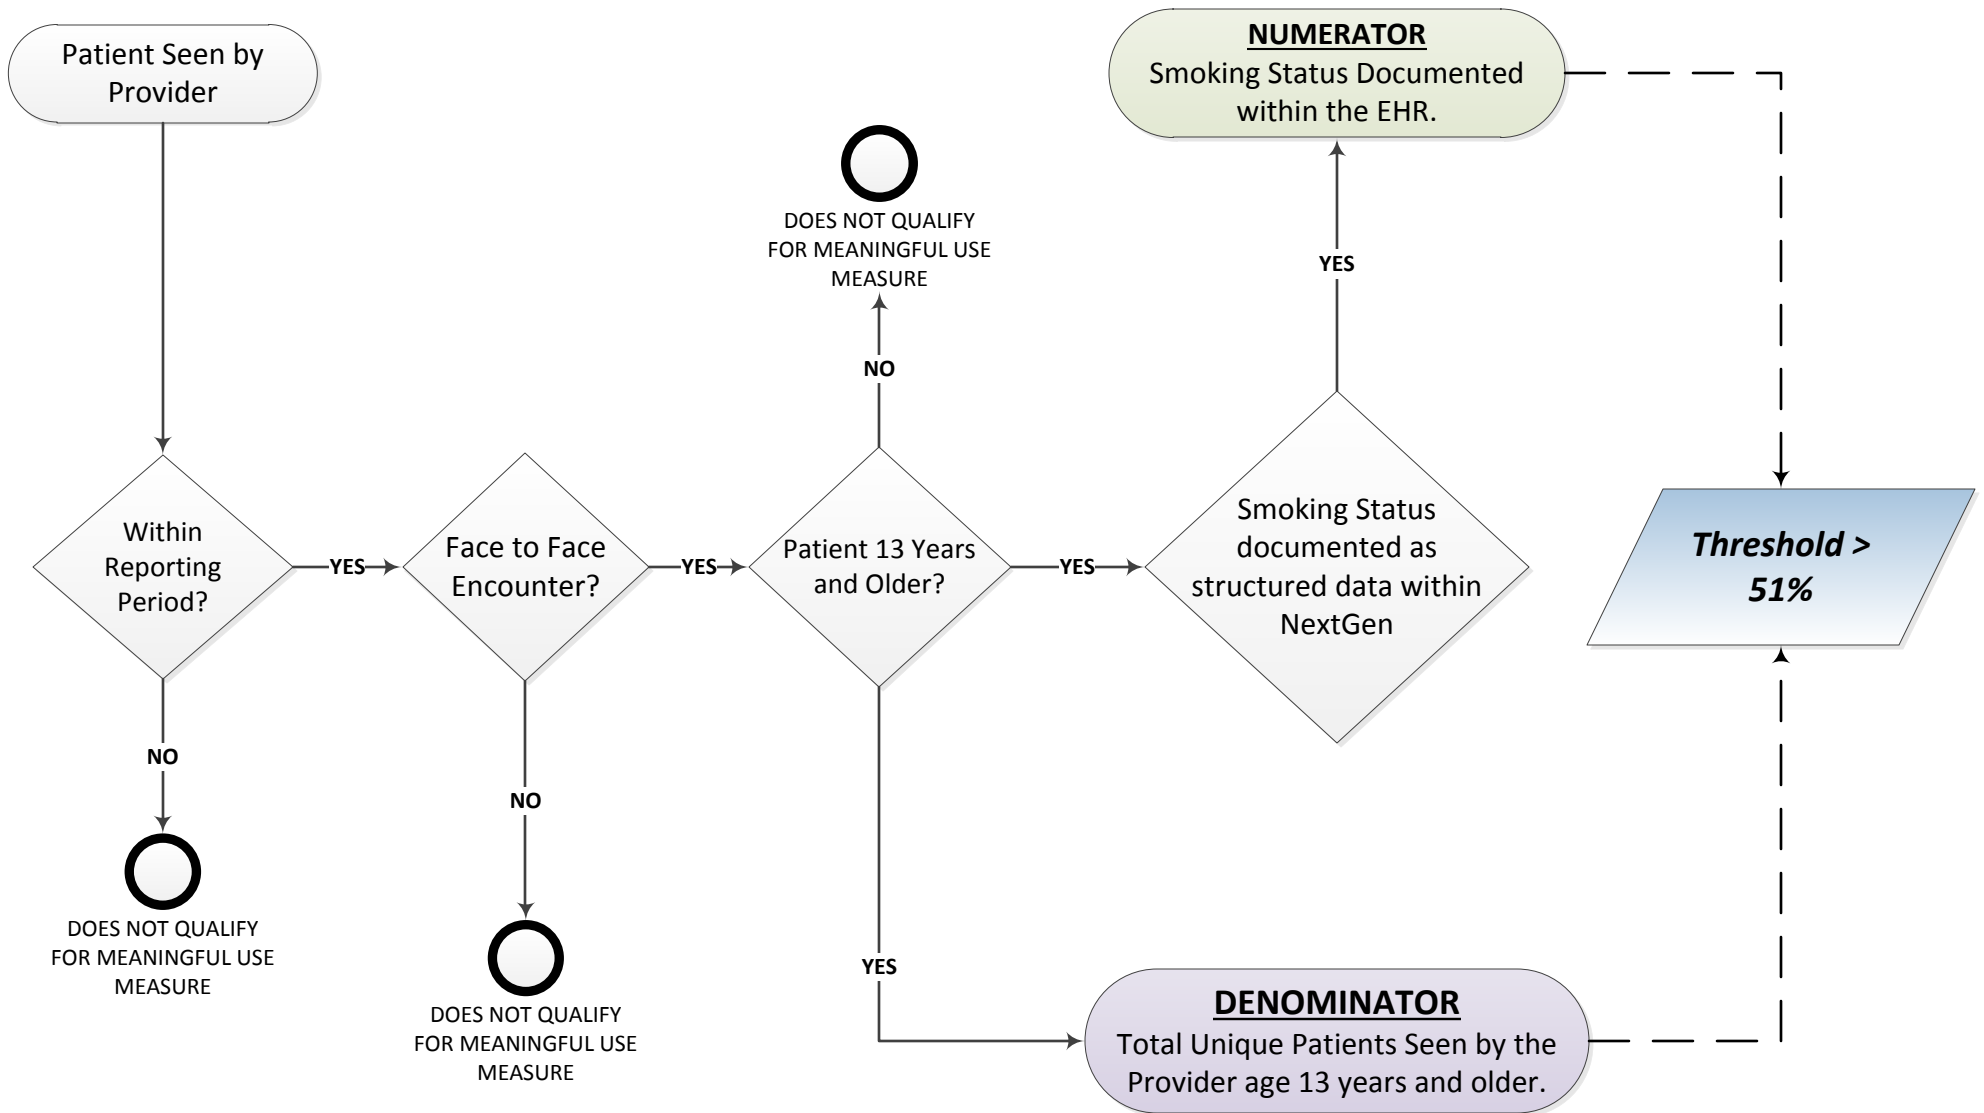 Patient Seen by
Provider
NUMERATOR
Smoking Status Documented
within the EHR.
DOES NOT QUALIFY
FOR MEANINGFUL USE
MEASURE
YES
NO
Within
Reporting
Period?
YES
Face to Face
Encounter?
YES
Patient 13 Years
and Older?
YES
Smoking Status
documented as
structured data within
NextGen
Threshold >
51%
NO
NO
DOES NOT QUALIFY
FOR MEANINGFUL USE
MEASURE
DOES NOT QUALIFY
FOR MEANINGFUL USE
MEASURE
YES
DENOMINATOR
Total Unique Patients Seen by the
Provider age 13 years and older.